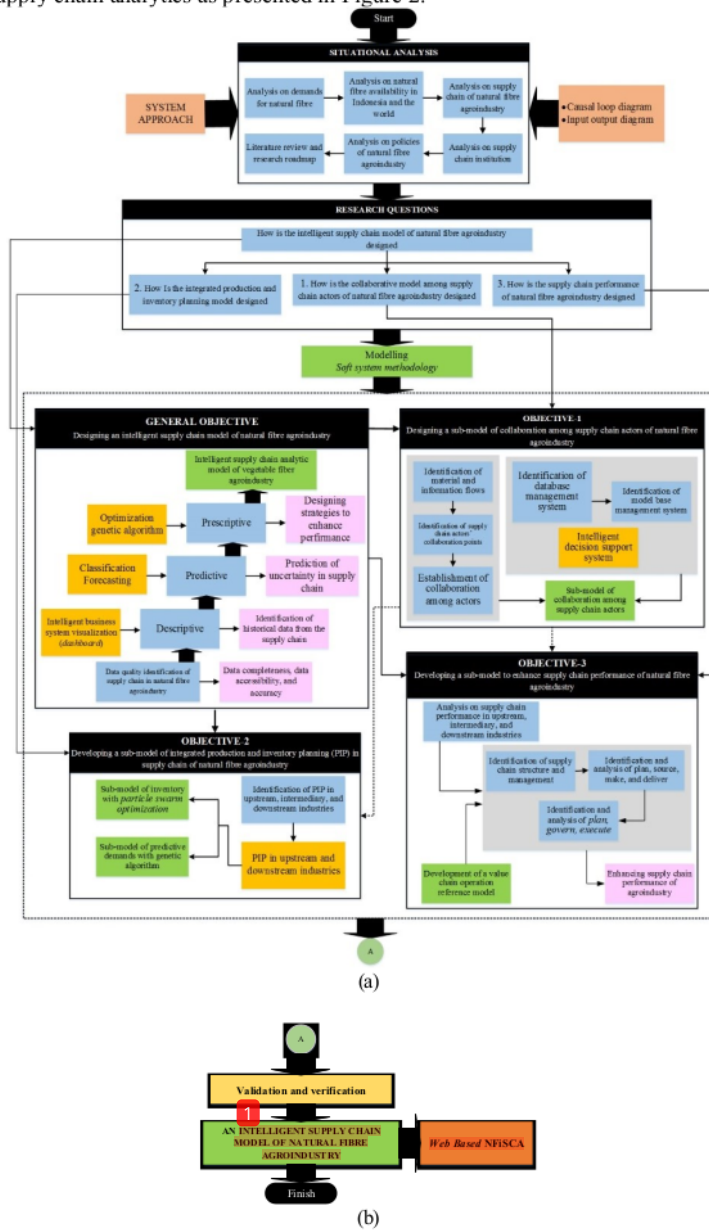 supply chain analytics as presented in Figure 2.
Start
SITUATIONAL ANALYSIS
Analysis on demands
for natural fibre
Analysis on natural
fibre availability in
Indonesia and the
world
Analysis on supply
chain of natural fibre
agroindustry
SYSTEM
APPROACH
• Causal loop diagram
• Input output diagram
Literature review and
research roadmap
Analysis on policies
of natural fibre
agroindustry
Analysis on supply
chain institution
RESEARCH QUESTIONS
How is the intelligent supply chain model of natural fibre agroindustry
designed
2. How Is the integrated production and
inventory planning model designed
1. How is the collaborative model among supply
chain actors of natural fibre agroindustry designed
3. How is the supply chain performance
of natural fibre agroindustry designed
Modelling
Soft system methodology
GENERAL OBJECTIVE
Designing an intelligent supply chain model of natural fibre agroindustry
Intelligent supply chain analytic
model of vegetable fiber
agroindustry
Optimization
genetic algorithm
Prescriptive
Designing
strategies to
enhance
perfirmance
Classification
Forecasting
Predictive
Prediction of
uncertainty in supply
chain
Intelligent business
system visualization
(dashboard)
Descriptive
Identification of
historical data from the
supply chain
Data quality identification of
supply chain in natural fibre
agroindustry
Data completeness, data
accessibility, and
accuracy
OBJECTIVE-1
Designing a sub-model of collaboration among supply chain actors of natural fibre
agroindustry
Identification of
material and
information flows
Identification of supply
chain actors'
collaboration points
Establishment of
collaboration
among actors
Identification of
database
management
system
Identification of
model base
management system
Intelligent
decision support
system
Sub-model of
collaboration among
supply chain actors
OBJECTIVE-2
Developing a sub-model of integrated production and inventory planning (PIP) in
supply chain of natural fibre agroindustry
Sub-model of inventory
with particle swarm
optimization
Identification of PIP in
upstream, intermediary, and
downstream industries
Sub-model of predictive
demands with genetic
algorithm
PIP in upstream and
downstream industries
OBJECTIVE-3
Developing a sub-model to enhance supply chain performance of natural fibre
agroindustry
Analysis on supply chain
performance in upstream,
intermediary, and
downstream industries
Identification of supply
chain structure and
management
Identification and
analysis of plan, source,
make, and deliver
Identification and
analysis of plan,
govern, execute
Development of a value
chain operation
reference model
Enhancing supply chain
performance of
agroindustry
A
(a)
A
Validation and verification
1
AN INTELLIGENT SUPPLY CHAIN
MODEL OF NATURAL FIBRE
AGROINDUSTRY
Web Based NFiSCA
Finish
(b)